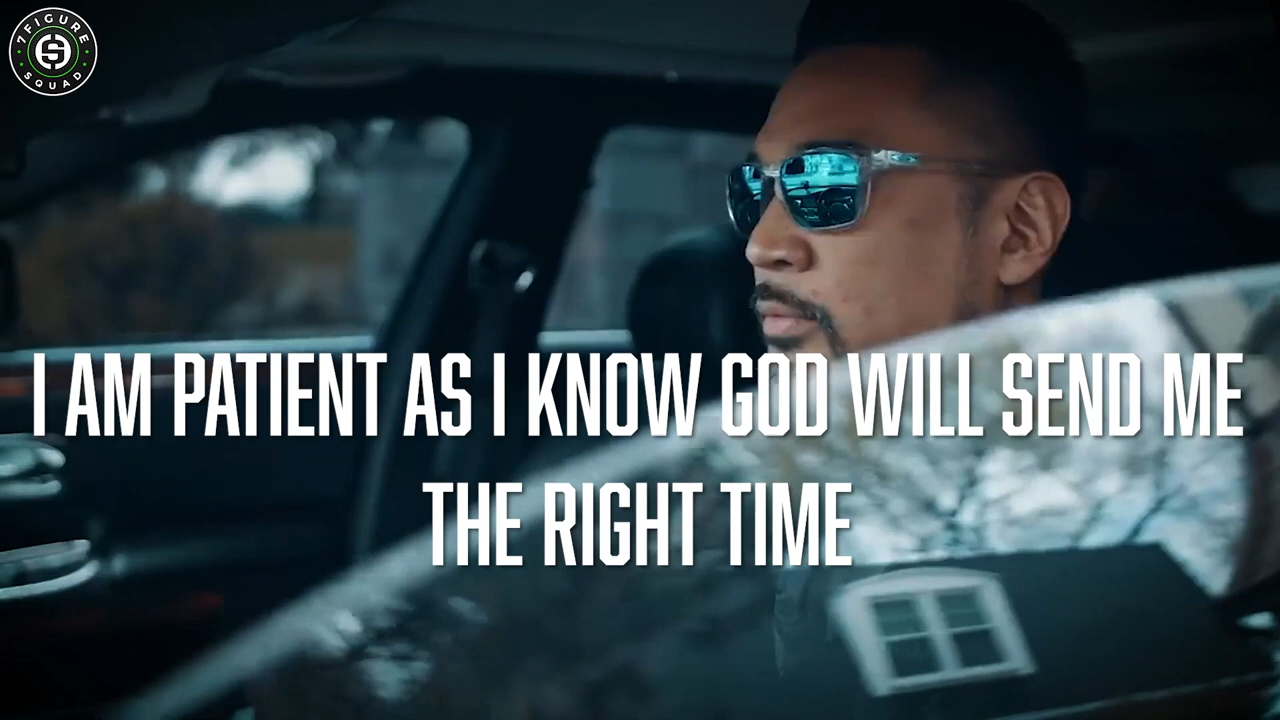 7FIGURE
SQUAD
I AM PATIENT AS I KNOW GOD WILL SEND ME
THE RIGHT TIME